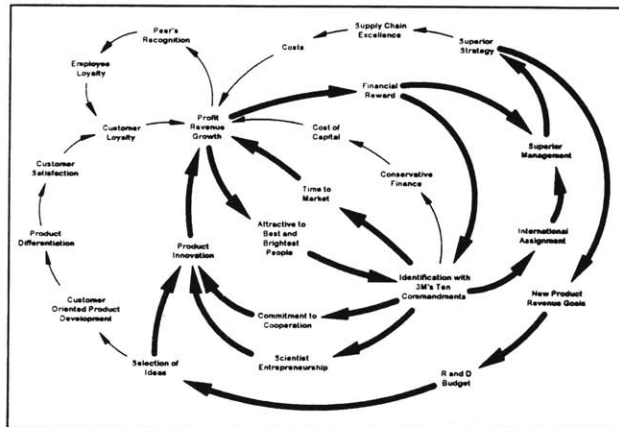 Peer's
Recognition
Supply Chain
Excellence
Costs
Superior
Strategy
Employee
Loyalty
Financial
Reward
Profit
Revenue
Growth
Customer
Loyalty
Cost of
Capital
Superior
Management
Customer
Satisfaction
Conservative
Finance
Time to
Market
Attractive to
Best and
Brightest
People
International
Assignment
Product
Differentiation
Product
Innovation
Identification with
3M's Ten
Commandments
New Product
Revenue Goals
Customer
Oriented Product
Development
Commitment to
Cooperation
Selection of
Ideas
Scientist
Entrepreneurship
R and D
Budget